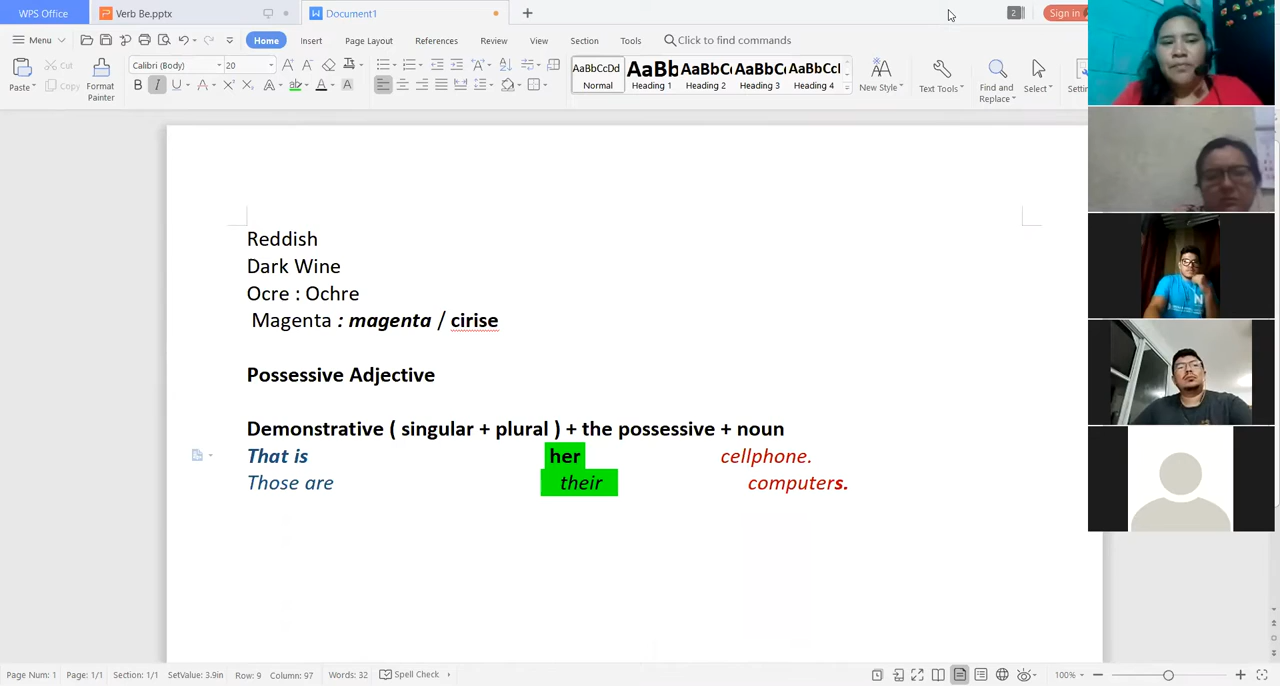 WPS Office Verb Be.pptx Document1 2 Sign in
Menu Home Insert Page Layout References Review View Section Tools Click to find commands
Paste Cut Copy Format Painter Calibri (Body) 20 AaBbCcDd Normal AaBb Heading 1 AaBbC Heading 2 AaBbC Heading 3 AaBbCcI Heading 4 New Style Text Tools Find and Replace Select
Reddish
Dark Wine
Ocre : Ochre
Magenta : magenta / cirise
Possessive Adjective
Demonstrative ( singular + plural ) + the possessive + noun
That is her cellphone.
Those are their computers.
Page Num: 1 Page: 1/1 Section: 1/1 SetValue: 3.9in Row: 9 Column: 97 Words: 32 Spell Check 100%